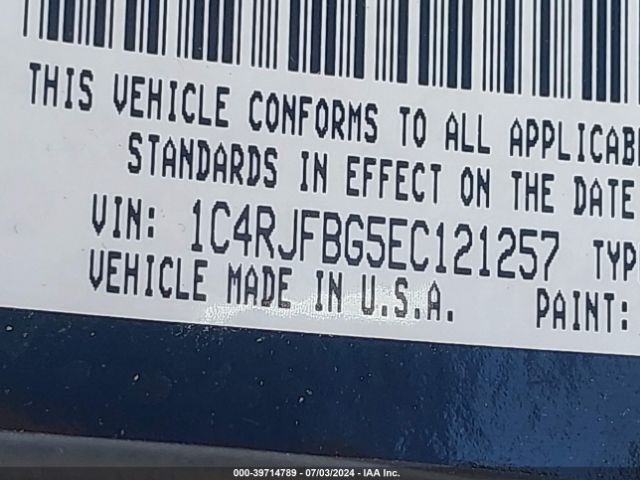 THIS VEHICLE CONFORMS TO ALL APPLICAB
STANDARDS IN EFFECT ON THE DATE
VIN: 1C4RJFBG5EC121257 TYP
VEHICLE MADE IN U.S.A. PAINT:
000-39714789 - 07/03/2024 - IAA Inc.